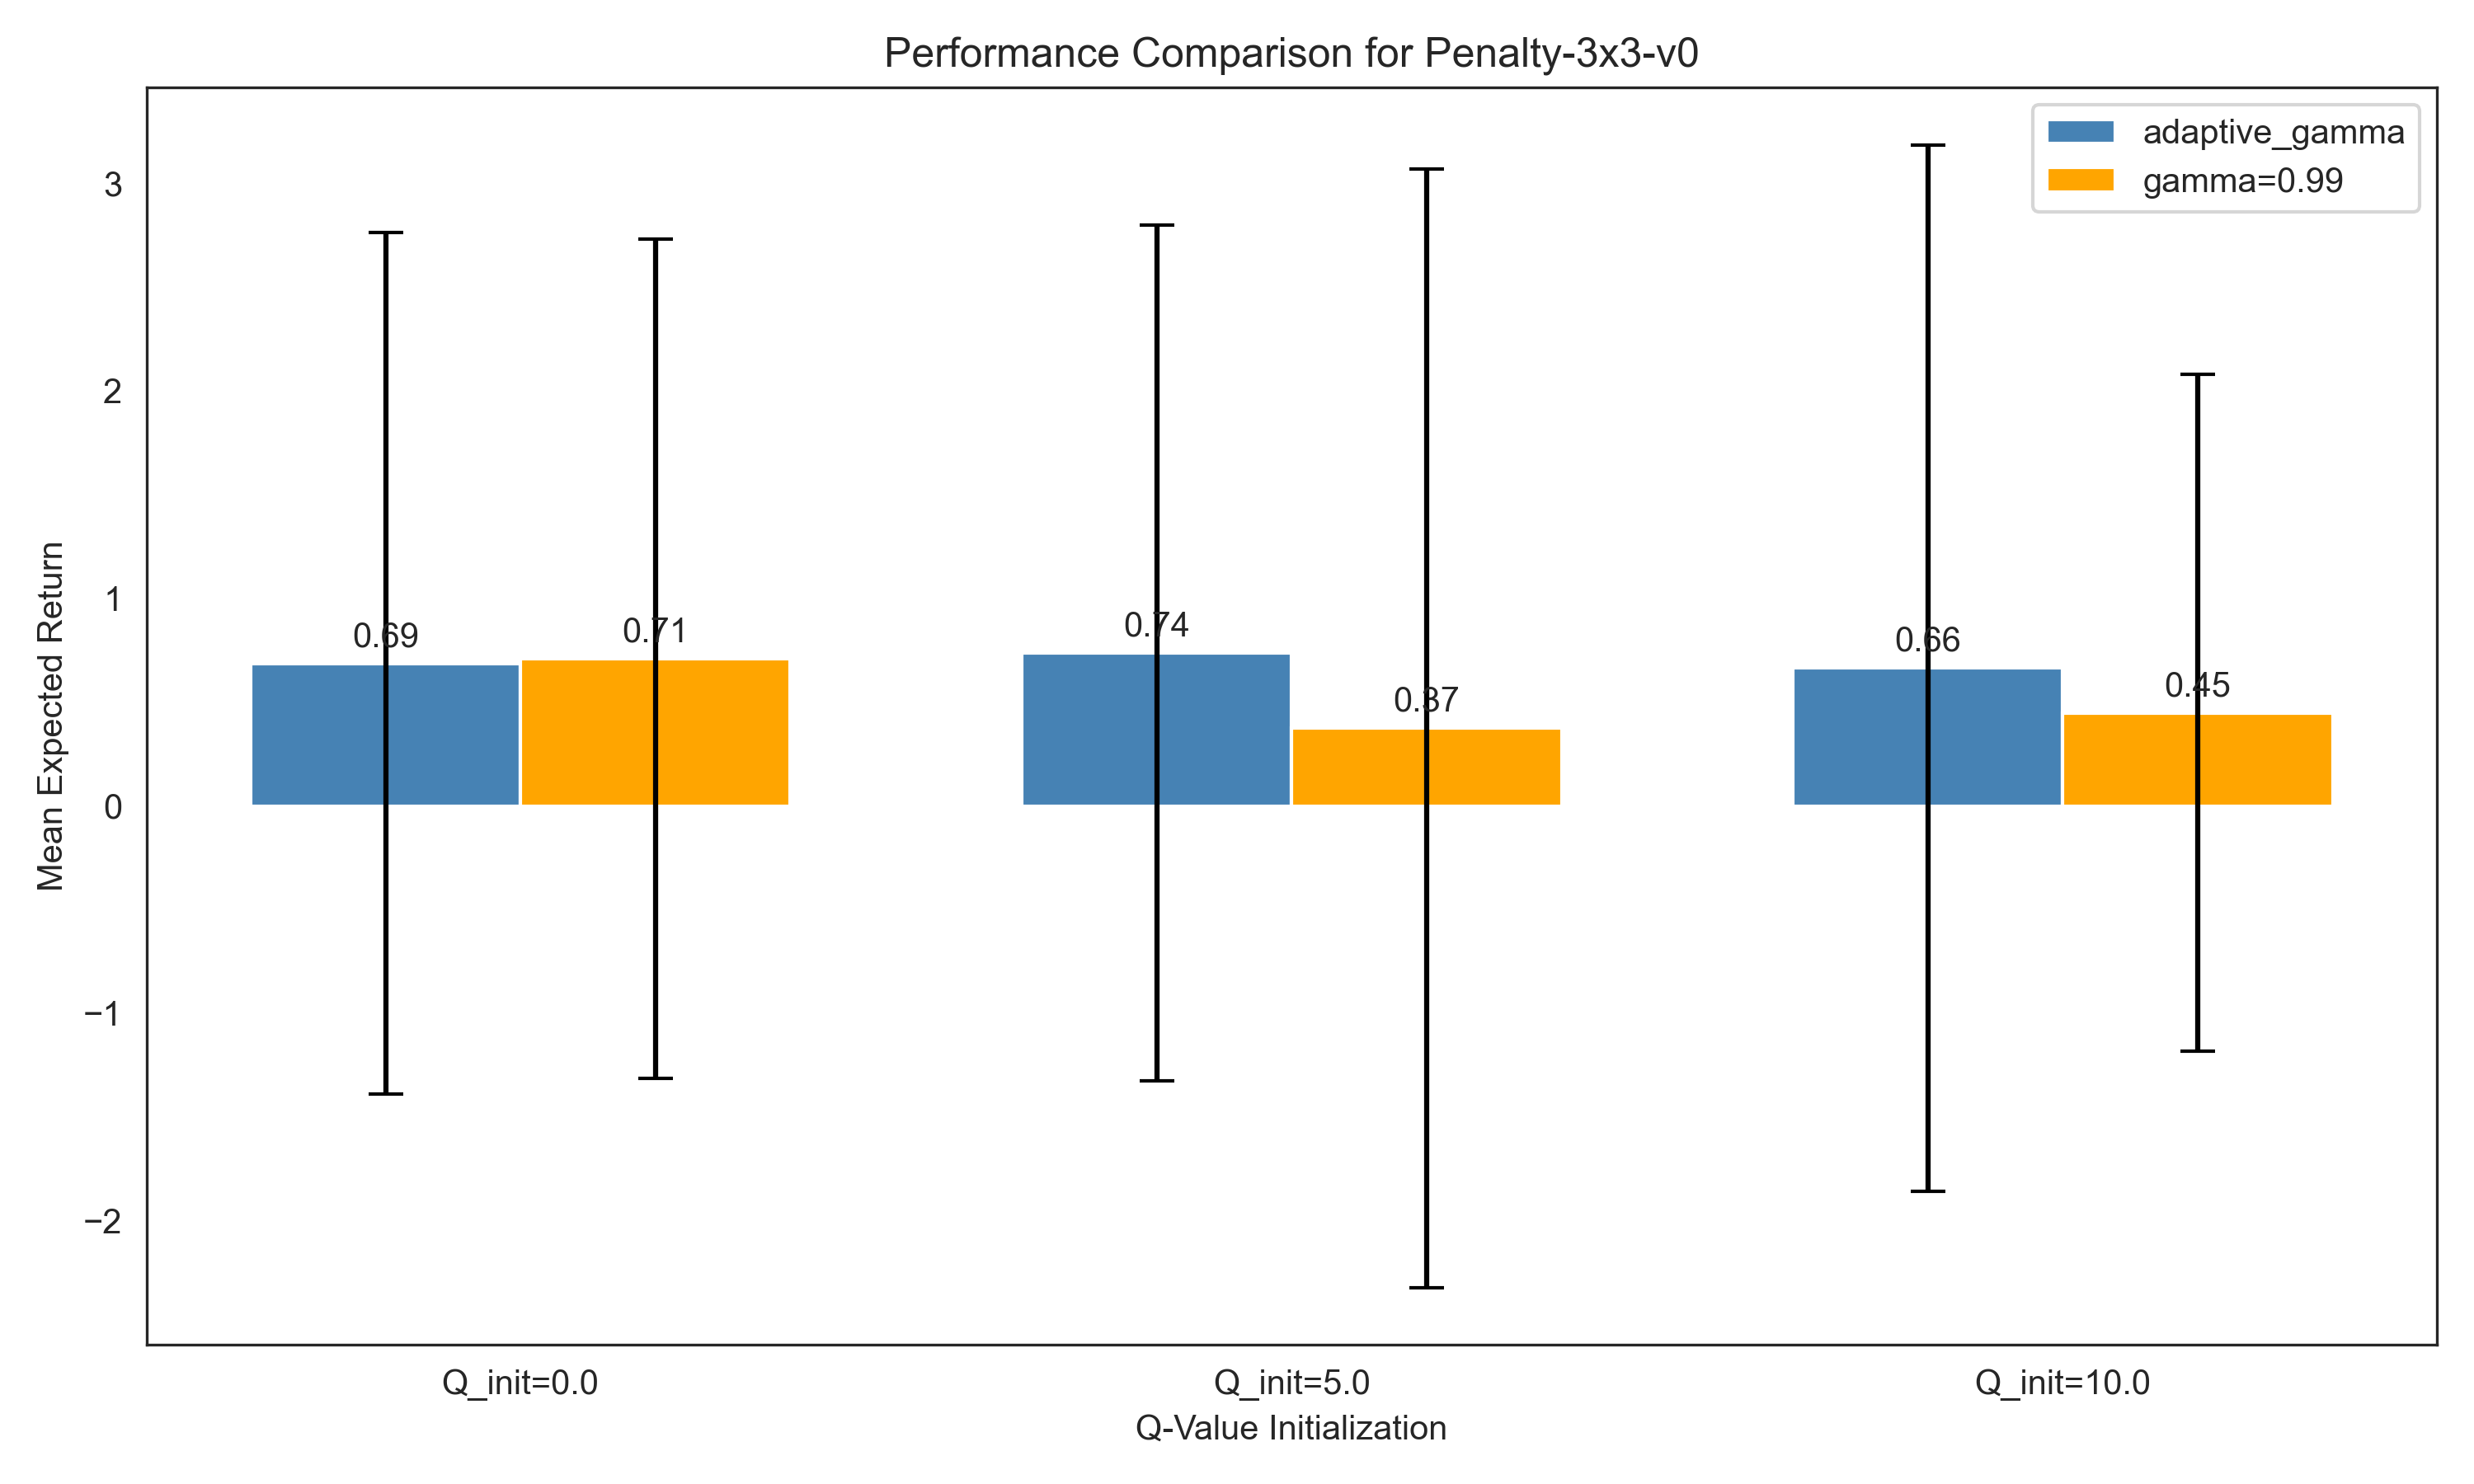 Performance Comparison for Penalty-3x3-v0
adaptive_gamma
gamma=0.99
Mean Expected Return
3
2
1
0
−1
−2
0.69
0.71
0.74
0.37
0.66
0.45
Q_init=0.0
Q_init=5.0
Q_init=10.0
Q-Value Initialization